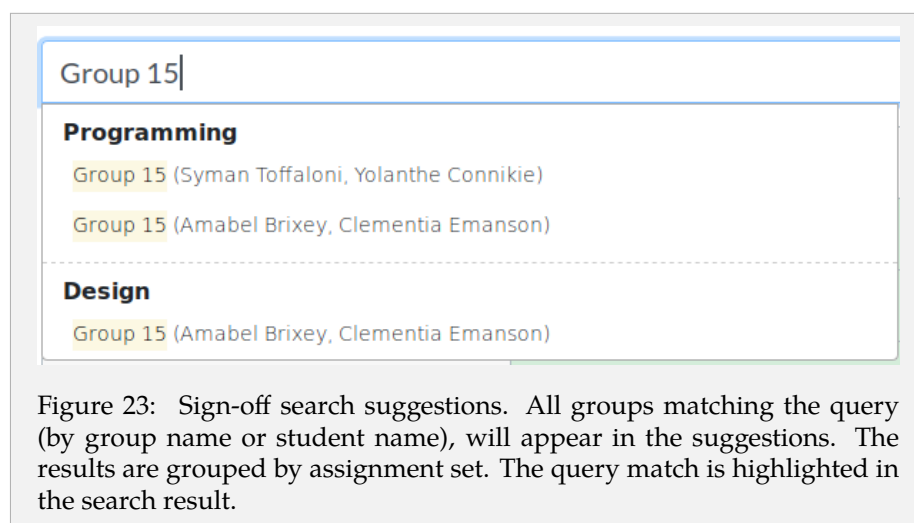 Group 15
Programming
Group 15 (Syman Toffaloni, Yolanthe Connikie)
Group 15 (Amabel Brixey, Clementia Emanson)
Design
Group 15 (Amabel Brixey, Clementia Emanson)
Figure 23: Sign-off search suggestions. All groups matching the query
(by group name or student name), will appear in the suggestions. The
results are grouped by assignment set. The query match is highlighted in
the search result.